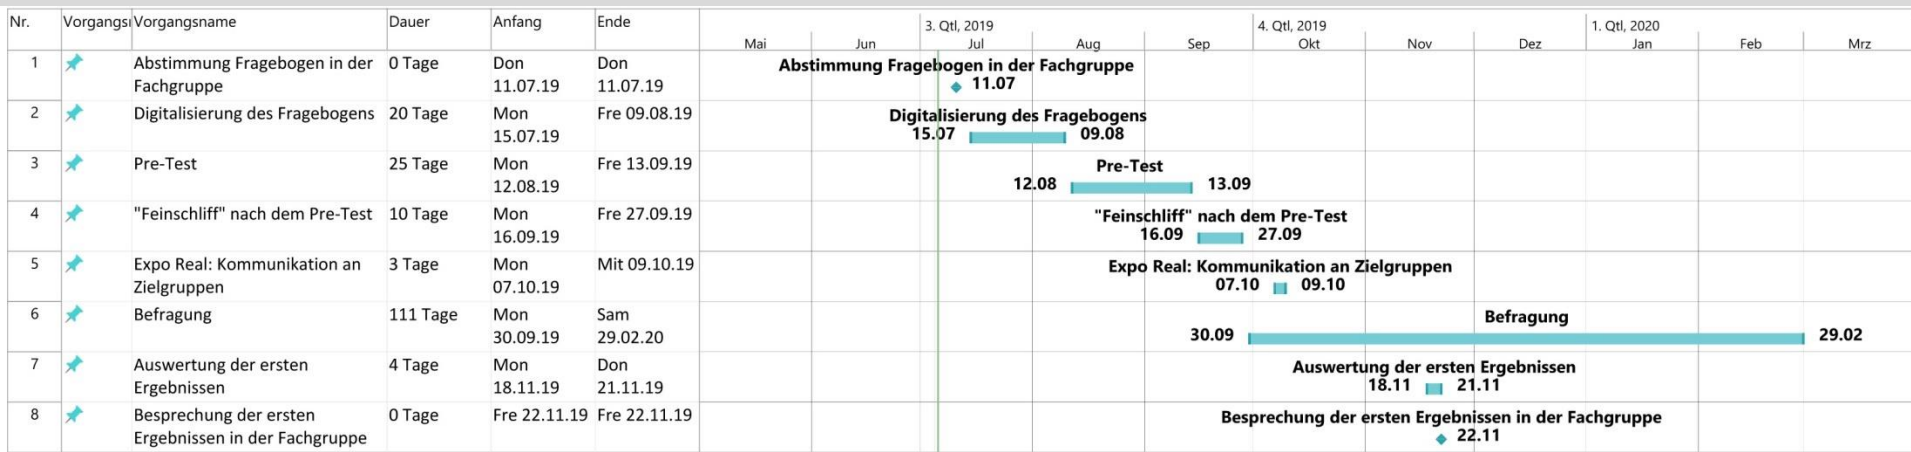 Nr. Vorgangsı Vorgangsname Dauer Anfang Ende
3. Qtl, 2019 4. Qtl, 2019 1. Qtl, 2020
Mai Jun Jul Aug Sep Okt Nov Dez Jan Feb Mrz
1 Abstimmung Fragebogen in der 0 Tage Don Don
Fachgruppe 11.07.19 11.07.19
Abstimmung Fragebogen in der Fachgruppe
11.07
2 Digitalisierung des Fragebogens 20 Tage Mon Fre 09.08.19
15.07.19
Digitalisierung des Fragebogens
15.07 09.08
3 Pre-Test 25 Tage Mon Fre 13.09.19
12.08.19
Pre-Test
12.08 13.09
4 "Feinschliff" nach dem Pre-Test 10 Tage Mon Fre 27.09.19
16.09.19
"Feinschliff" nach dem Pre-Test
16.09 27.09
5 Expo Real: Kommunikation an 3 Tage Mon Mit 09.10.19
Zielgruppen 07.10.19
Expo Real: Kommunikation an Zielgruppen
07.10 09.10
6 Befragung 111 Tage Mon Sam
30.09.19 29.02.20
Befragung
30.09 29.02
7 Auswertung der ersten 4 Tage Mon Don
Ergebnissen 18.11.19 21.11.19
Auswertung der ersten Ergebnissen
18.11 21.11
8 Besprechung der ersten 0 Tage Fre 22.11.19 Fre 22.11.19
Ergebnissen in der Fachgruppe
Besprechung der ersten Ergebnissen in der Fachgruppe
22.11